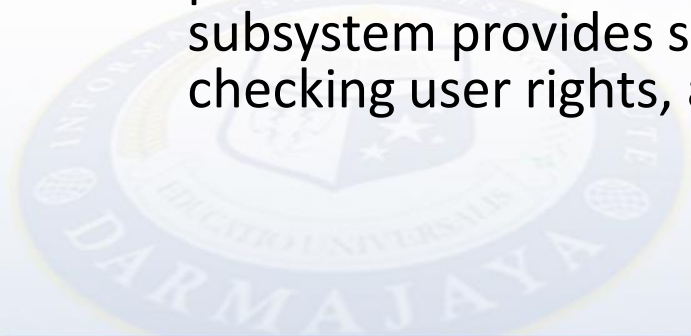 subsystem provides s
checking user rights,
EDUCATIO UNIVERSALIS
DARMAJAYA